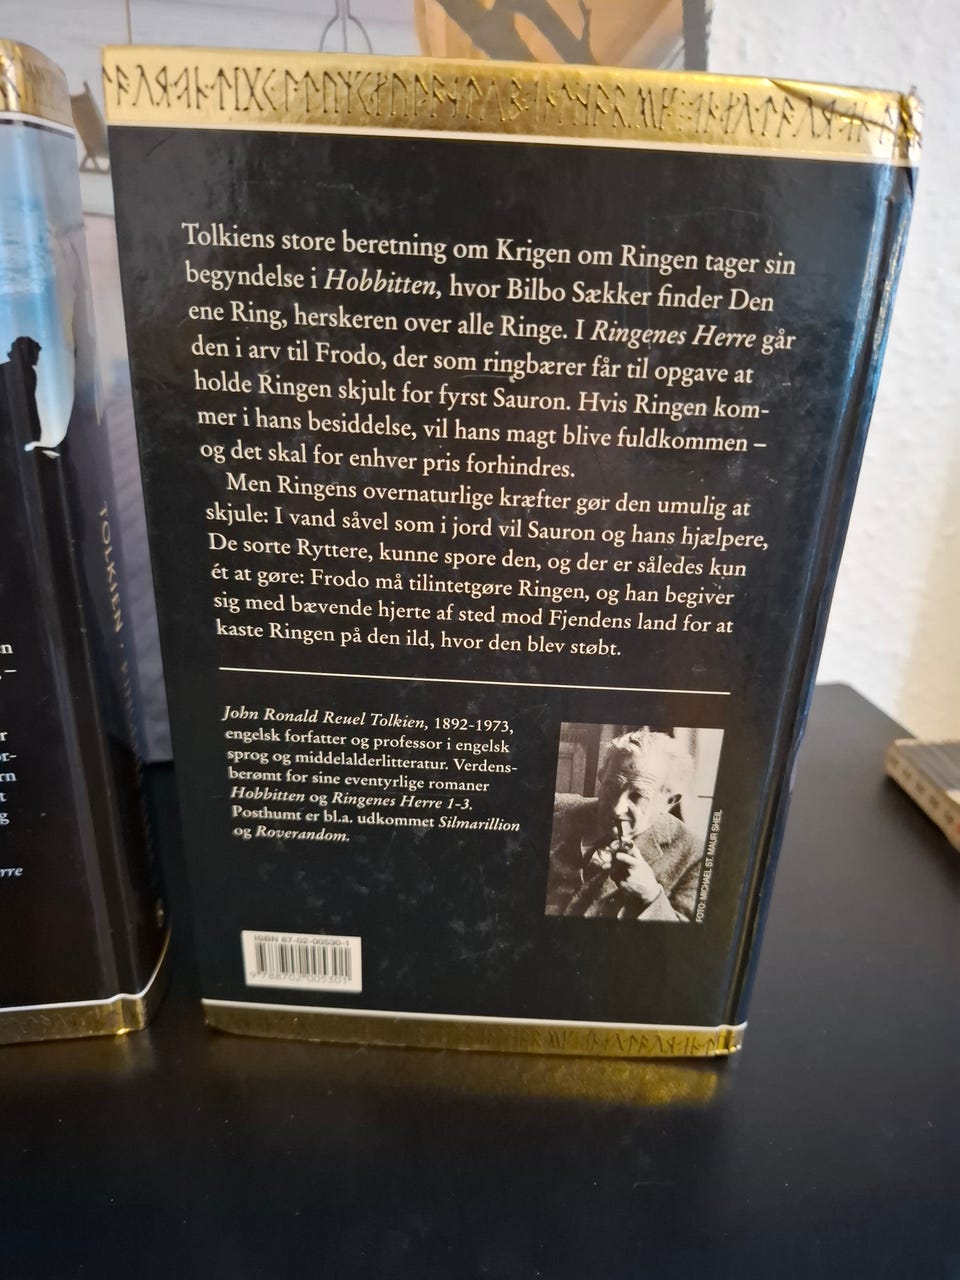 Tolkiens store beretning om Krigen om Ringen tager sin
begyndelse i Hobbitten, hvor Bilbo Sækker finder Den
ene Ring, herskeren over alle Ringe. I Ringenes Herre går
den i arv til Frodo, der som ringbærer får til opgave at
holde Ringen skjult for fyrst Sauron. Hvis Ringen kom-
mer i hans besiddelse, vil hans magt blive fuldkommen –
og det skal for enhver pris forhindres.
Men Ringens overnaturlige kræfter gør den umulig at
skjule: I vand såvel som i jord vil Sauron og hans hjælpere,
De sorte Ryttere, kunne spore den, og der er således kun
ét at gøre: Frodo må tilintetgøre Ringen, og han begiver
sig med bævende hjerte af sted mod Fjendens land for at
kaste Ringen på den ild, hvor den blev støbt.
John Ronald Reuel Tolkien, 1892-1973,
engelsk forfatter og professor i engelsk
sprog og middelalderlitteratur. Verdens-
berømt for sine eventyrlige romaner
Hobbitten og Ringenes Herre 1-3.
Posthumt er bl.a. udkommet Silmarillion
og Roverandom.
FOTO: MICHAEL ST. MAUR SHEIL
ISBN 87-02-00530-1
9 788702 005301
TOLKIEN